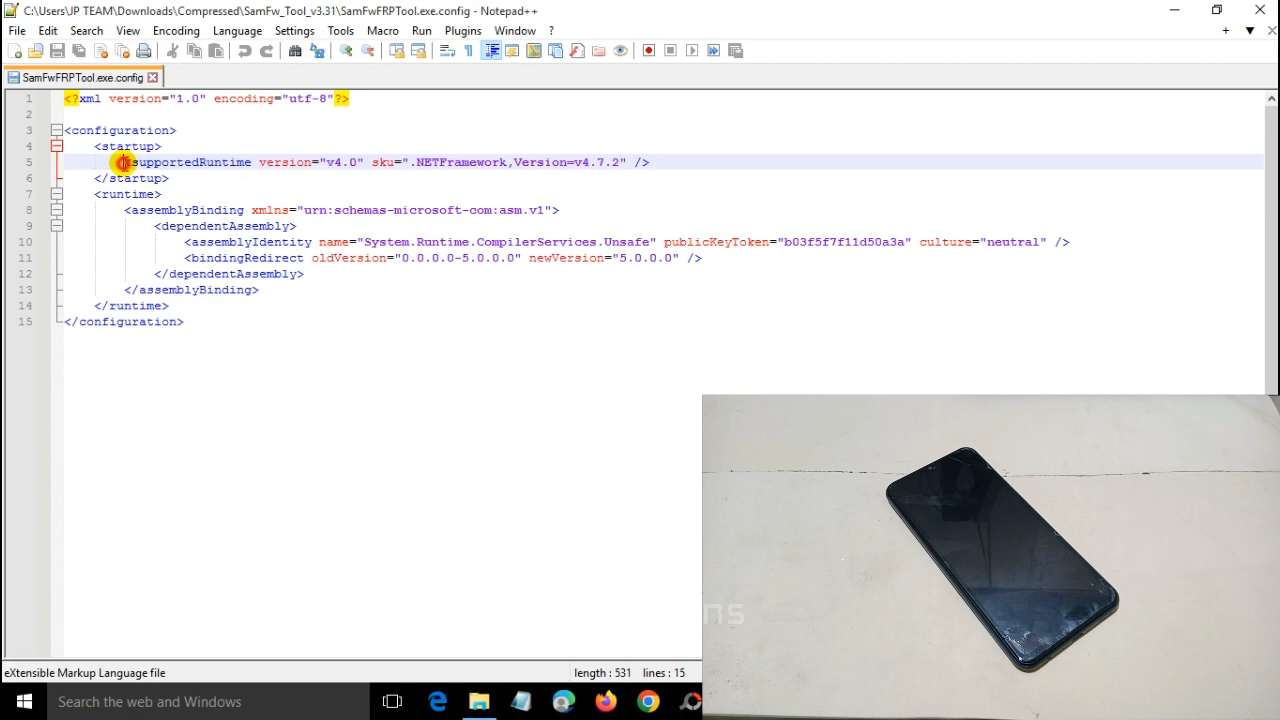 C:\Users\JP TEAM\Downloads\Compressed\SamFw_Tool_v3.31\SamFwFRPTool.exe.config - Notepad++
File Edit Search View Encoding Language Settings Tools Macro Run Plugins Window ?
SamFwFRPTool.exe.config
1 <?xml version="1.0" encoding="utf-8"?>
2
3 <configuration>
4 <startup>
5 <supportedRuntime version="v4.0" sku=".NETFramework,Version=v4.7.2" />
6 </startup>
7 <runtime>
8 <assemblyBinding xmlns="urn:schemas-microsoft-com:asm.v1">
9 <dependentAssembly>
10 <assemblyIdentity name="System.Runtime.CompilerServices.Unsafe" publicKeyToken="b03f5f7f11d50a3a" culture="neutral" />
11 <bindingRedirect oldVersion="0.0.0.0-5.0.0.0" newVersion="5.0.0.0" />
12 </dependentAssembly>
13 </assemblyBinding>
14 </runtime>
15 </configuration>
gsmgreens
eXtensible Markup Language file length : 531 lines : 15
Search the web and Windows